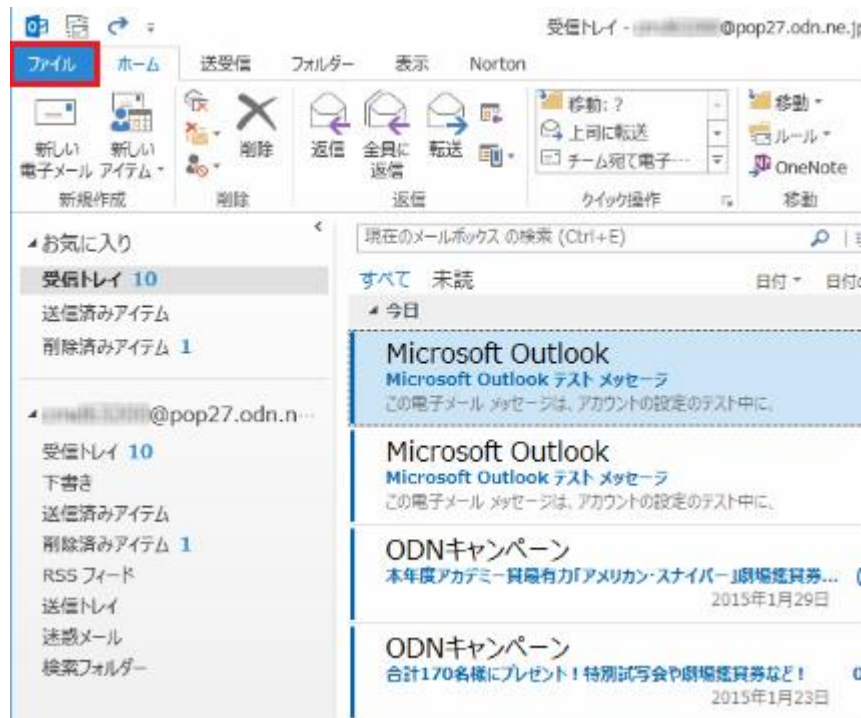 受信トレイ - @pop27.odn.ne.jp
ファイル ホーム 送受信 フォルダー 表示 Norton
新しい 電子メール
新しい アイテム
削除
返信
全員に 返信
転送
移動: ?
上司に転送
チーム宛て電子…
移動
ルール
OneNote
新規作成 削除 返信 クイック操作 移動
お気に入り
受信トレイ 10
送信済みアイテム
削除済みアイテム 1
@pop27.odn.n…
受信トレイ 10
下書き
送信済みアイテム
削除済みアイテム 1
RSS フィード
送信トレイ
迷惑メール
検索フォルダー
現在のメールボックス の検索 (Ctrl+E)
すべて 未読 日付 日付の
今日
Microsoft Outlook
Microsoft Outlook テスト メッセージ
この電子メール メッセージは、アカウントの設定のテスト中に、
Microsoft Outlook
Microsoft Outlook テスト メッセージ
この電子メール メッセージは、アカウントの設定のテスト中に、
ODNキャンペーン
本年度アカデミー賞最有力「アメリカン・スナイパー」劇場鑑賞券...
2015年1月29日
ODNキャンペーン
合計170名様にプレゼント！特別試写会や劇場鑑賞券など！
2015年1月23日